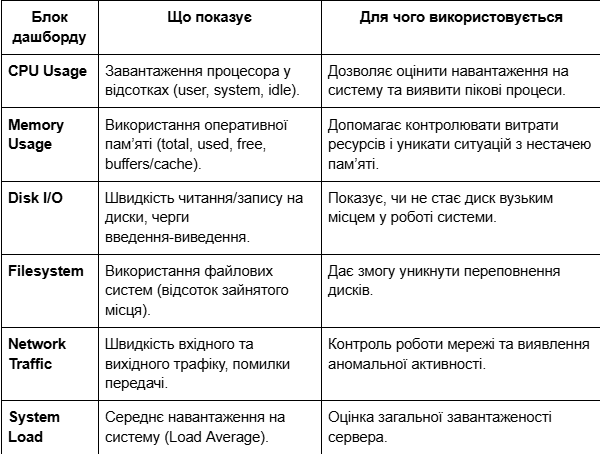 Блок дашборду
Що показує
Для чого використовується
CPU Usage
Завантаження процесора у
відсотках (user, system, idle).
Дозволяє оцінити навантаження на
систему та виявити пікові процеси.
Memory
Usage
Використання оперативної
пам’яті (total, used, free,
buffers/cache).
Допомагає контролювати витрати
ресурсів і уникати ситуацій з нестачею
пам’яті.
Disk I/O
Швидкість читання/запису на
диски, черги
введення-виведення.
Показує, чи не стає диск вузьким
місцем у роботі системи.
Filesystem
Використання файлових
систем (відсоток зайнятого
місця).
Дає змогу уникнути переповнення
дисків.
Network
Traffic
Швидкість вхідного та
вихідного трафіку, помилки
передачі.
Контроль роботи мережі та виявлення
аномальної активності.
System
Load
Середнє навантаження на
систему (Load Average).
Оцінка загальної завантаженості
сервера.